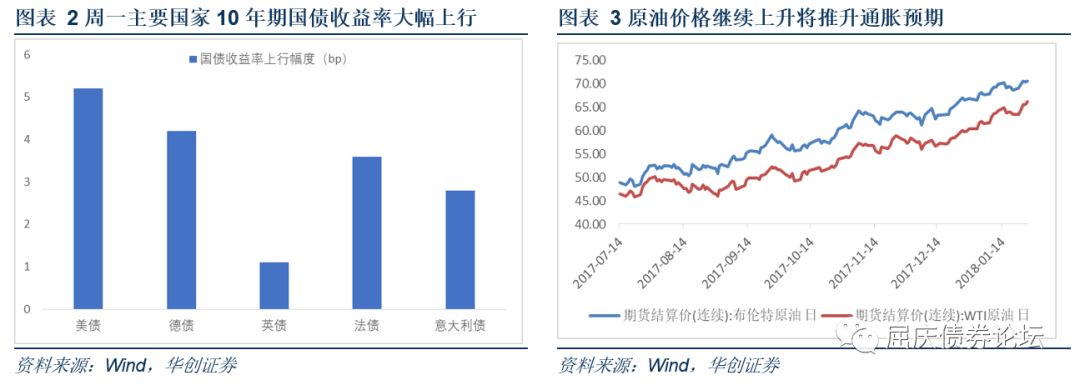 图表 2 周一主要国家 10 年期国债收益率大幅上行
国债收益率上行幅度（bp）
6
5
4
3
2
1
0
美债 德债 英债 法债 意大利债
资料来源：Wind，华创证券
图表 3 原油价格继续上升将推升通胀预期
75.00
70.00
65.00
60.00
55.00
50.00
45.00
40.00
2017-07-14 2017-08-14 2017-09-14 2017-10-14 2017-11-14 2017-12-14 2018-01-14
期货结算价(连续):布伦特原油 日 期货结算价(连续):WTI原油 日
资料来源：Wind，华创证券
屈庆债券论坛